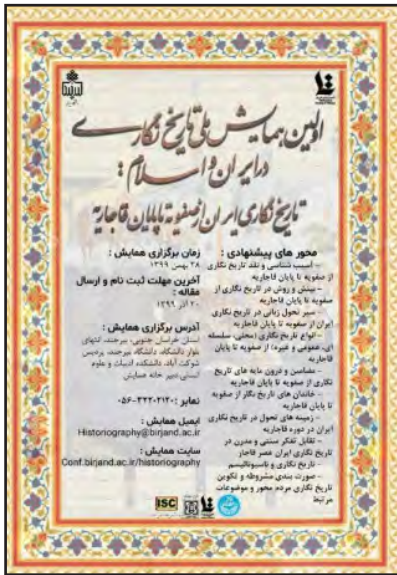 اولین همایش ملی تاریخ نگاری
در ایران و اسلام :
تاریخ نگاری ایران از صفویه تا پایان قاجاریه
محور های پیشنهادی :
- آسیب شناسی و نقد تاریخ نگاری
از صفویه تا پایان قاجاریه
- بینش و روش در تاریخ نگاری از
صفویه تا پایان قاجاریه
- سیر تحول زبانی در تاریخ نگاری
ایران از صفویه تا پایان قاجاریه
- انواع تاریخ نگاری (محلی، سلسله
ای، عمومی و غیره) از صفویه تا پایان
قاجاریه
- مضامین و درون مایه های تاریخ
نگاری از صفویه تا پایان قاجاریه
- خاندان های تاریخ نگار از صفویه
تا پایان قاجاریه
- زمینه های تحول در تاریخ نگاری
ایران در دوره قاجاریه
- تقابل تفکر سنتی و مدرن در
تاریخ نگاری ایران عصر قاجار
- تاریخ نگاری و ناسیونالیسم
- صورت بندی مشروطه و تکوین
تاریخ نگاری مردم محور و موضوعات
مرتبط
زمان برگزاری همایش :
۲۸ بهمن ۱۳۹۹
آخرین مهلت ثبت نام و ارسال
مقاله :
۲۰ آذر ۱۳۹۹
آدرس برگزاری همایش :
استان خراسان جنوبی، بیرجند، انتهای
بلوار دانشگاه، دانشگاه بیرجند، پردیس
شوکت آباد، دانشکده ادبیات و علوم
انسانی دبیر خانه همایش
نمابر : ۳۲۲۰۲۱۲۰-۰۵۶
ایمیل همایش :
Historiography@birjand.ac.ir
سایت همایش :
Conf.birjand.ac.ir/historiography
ISC